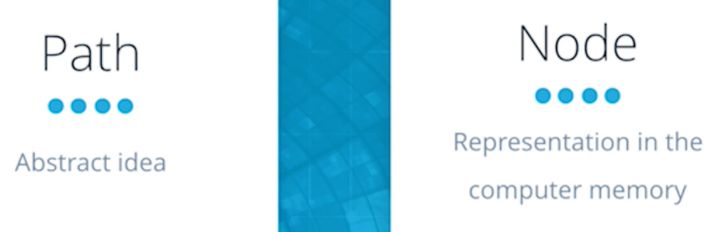 Path
Abstract idea
Node
Representation in the
computer memory